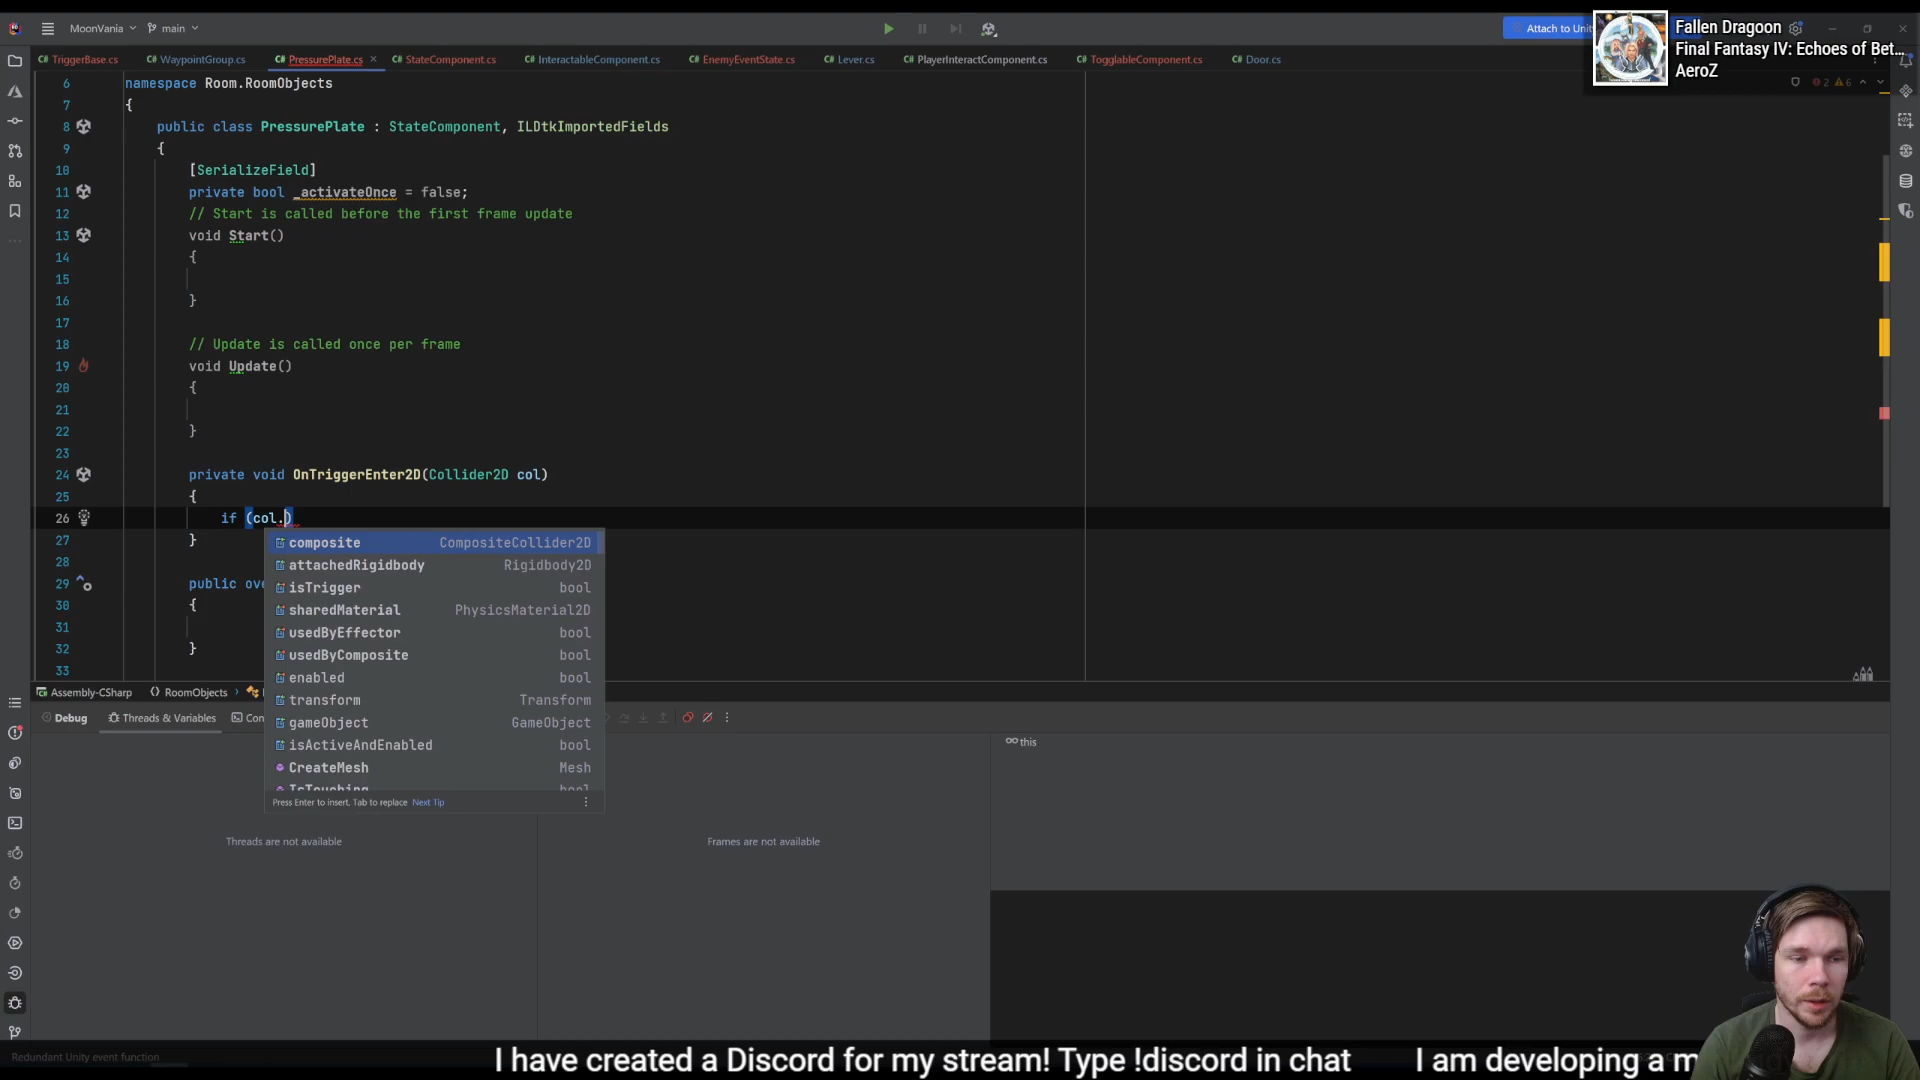 MoonVania
main
Attach to Unit
Fallen Dragoon
Final Fantasy IV: Echoes of Bet...
AeroZ
TriggerBase.cs
WaypointGroup.cs
PressurePlate.cs
StateComponent.cs
InteractableComponent.cs
EnemyEventState.cs
Lever.cs
PlayerInteractComponent.cs
TogglableComponent.cs
Door.cs
2 6
6 namespace Room.RoomObjects
7 {
8 public class PressurePlate : StateComponent, ILDtkImportedFields
9 {
10 [SerializeField]
11 private bool _activateOnce = false;
12 // Start is called before the first frame update
13 void Start()
14 {
15
16 }
17
18 // Update is called once per frame
19 void Update()
20 {
21
22 }
23
24 private void OnTriggerEnter2D(Collider2D col)
25 {
26 if (col.)
27 }
28
29 public ove
30 {
31
32 }
33
composite CompositeCollider2D
attachedRigidbody Rigidbody2D
isTrigger bool
sharedMaterial PhysicsMaterial2D
usedByEffector bool
usedByComposite bool
enabled bool
transform Transform
gameObject GameObject
isActiveAndEnabled bool
CreateMesh Mesh
IsTouching bool
Press Enter to insert, Tab to replace Next Tip
Assembly-CSharp
RoomObjects
Debug
Threads & Variables
Con
this
Threads are not available
Frames are not available
Redundant Unity event function
I have created a Discord for my stream! Type !discord in chat
I am developing a m